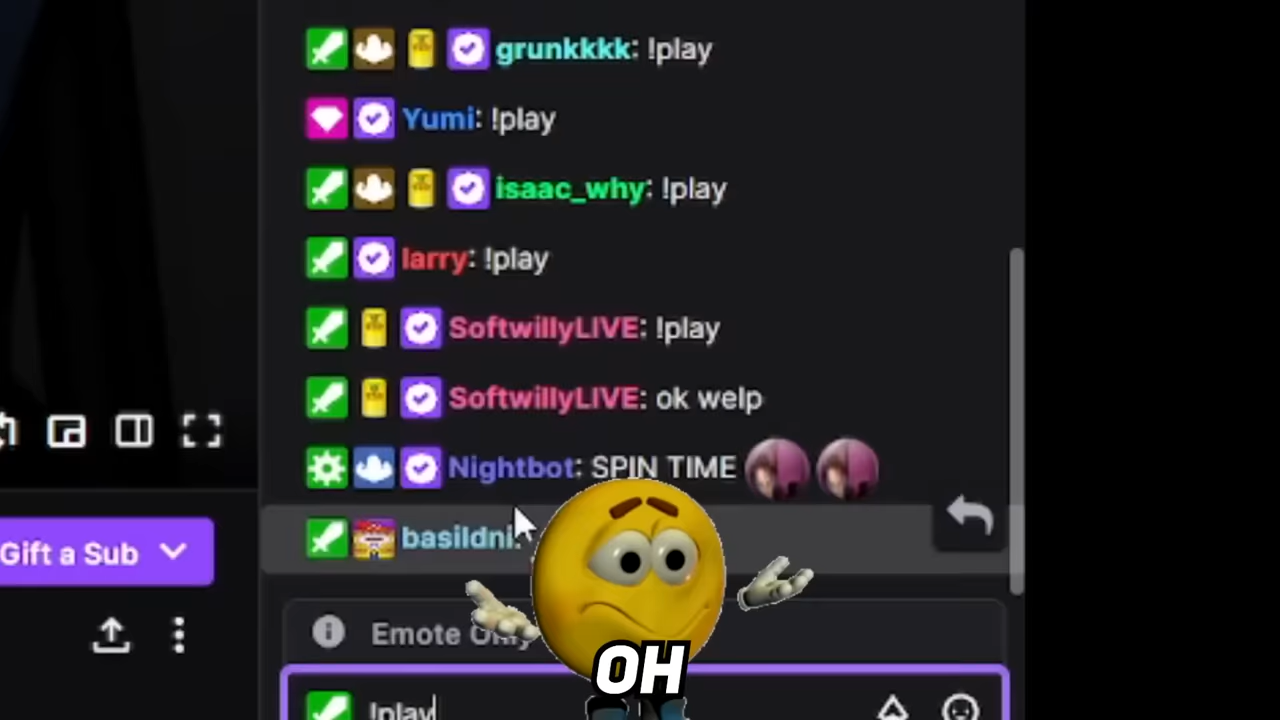 grunkkkk: !play
Yumi: !play
isaac_why: !play
larry: !play
SoftwillyLIVE: !play
SoftwillyLIVE: ok welp
Nightbot: SPIN TIME
basildni
Gift a Sub
Emote Only
OH
!play